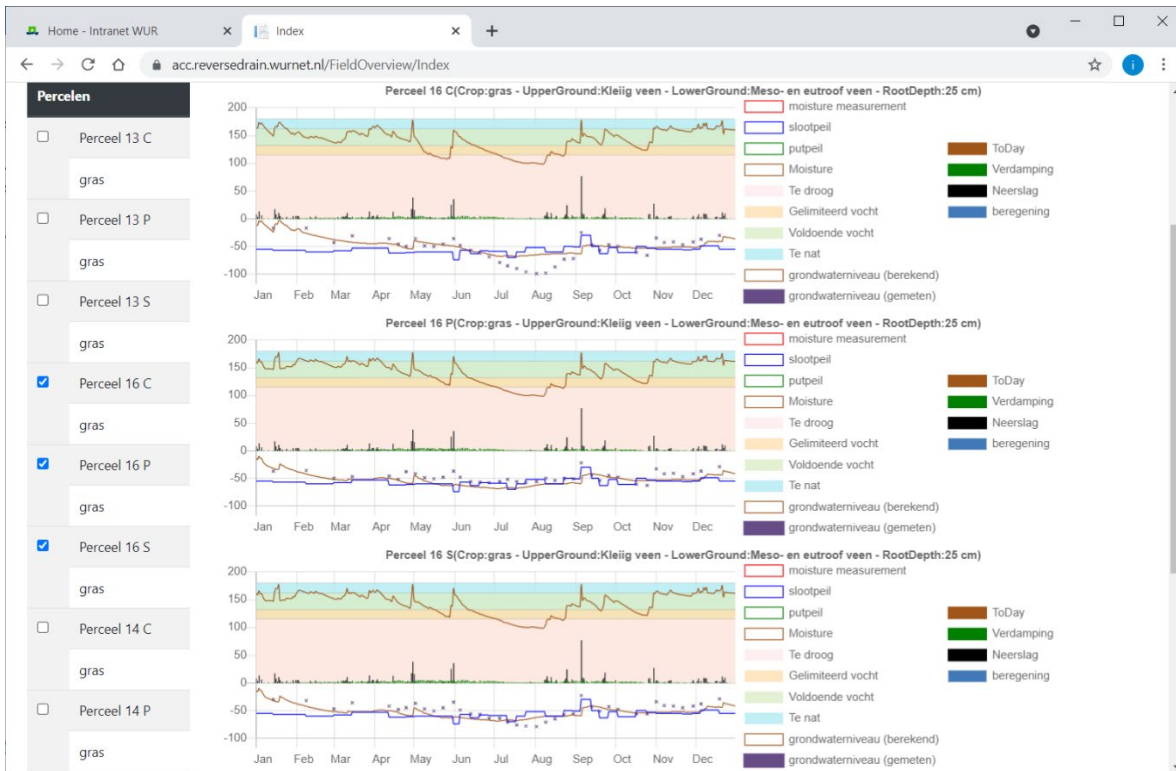 Home - Intranet WUR
Index
acc.reversedrain.wurnet.nl/FieldOverview/Index
i
Percelen
Perceel 13 C
gras
Perceel 13 P
gras
Perceel 13 S
gras
Perceel 16 C
gras
Perceel 16 P
gras
Perceel 16 S
gras
Perceel 14 C
gras
Perceel 14 P
gras
Perceel 16 C(Crop:gras - UpperGround:Kleiig veen - LowerGround:Meso- en eutroof veen - RootDepth:25 cm)
200
150
100
50
0
-50
-100
Jan Feb Mar Apr May Jun Jul Aug Sep Oct Nov Dec
moisture measurement
slootpeil
putpeil
Moisture
Te droog
Gelimiteerd vocht
Voldoende vocht
Te nat
grondwaterniveau (berekend)
grondwaterniveau (gemeten)
ToDay
Verdamping
Neerslag
beregening
Perceel 16 P(Crop:gras - UpperGround:Kleiig veen - LowerGround:Meso- en eutroof veen - RootDepth:25 cm)
200
150
100
50
0
-50
-100
Jan Feb Mar Apr May Jun Jul Aug Sep Oct Nov Dec
moisture measurement
slootpeil
putpeil
Moisture
Te droog
Gelimiteerd vocht
Voldoende vocht
Te nat
grondwaterniveau (berekend)
grondwaterniveau (gemeten)
ToDay
Verdamping
Neerslag
beregening
Perceel 16 S(Crop:gras - UpperGround:Kleiig veen - LowerGround:Meso- en eutroof veen - RootDepth:25 cm)
200
150
100
50
0
-50
-100
Jan Feb Mar Apr May Jun Jul Aug Sep Oct Nov Dec
moisture measurement
slootpeil
putpeil
Moisture
Te droog
Gelimiteerd vocht
Voldoende vocht
Te nat
grondwaterniveau (berekend)
grondwaterniveau (gemeten)
ToDay
Verdamping
Neerslag
beregening